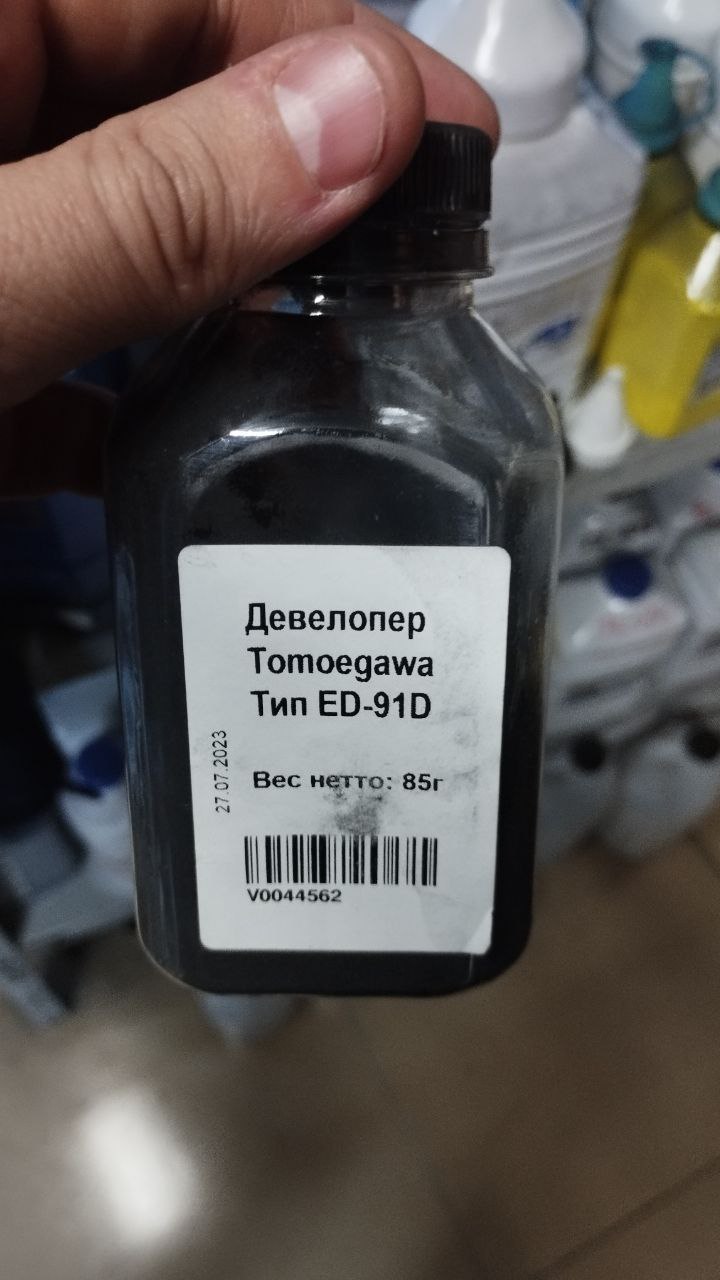 Девелопер
Tomoegawa
Тип ED-91D
27.07.2023
Вес нетто: 85г
V0044562